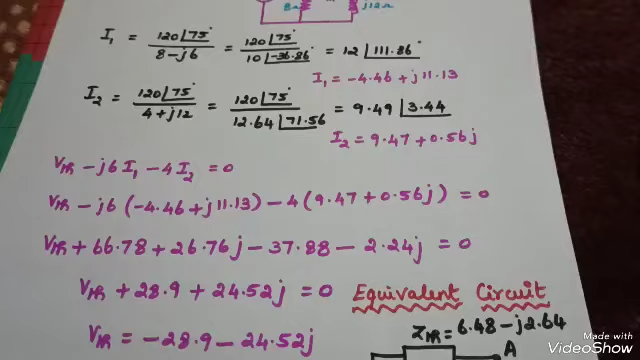 8Ω j12Ω
I₁ = 120∠75° / 8-j6 = 120∠75° / 10∠-36.86° = 12∠111.86°
I₁ = -4.46+j11.13
I₂ = 120∠75° / 4+j12 = 120∠75° / 12.64∠71.56 = 9.49∠3.44
I₂ = 9.47+0.56j
VTh - j6 I₁ - 4 I₂ = 0
VTh - j6 (-4.46+j11.13) - 4 (9.47+0.56j) = 0
VTh + 66.78 + 26.76j - 37.88 - 2.24j = 0
VTh + 28.9 + 24.52j = 0
Equivalent Circuit
VTh = -28.9 - 24.52j
ZTh = 6.48-j2.64
A
Made with
VideoShow